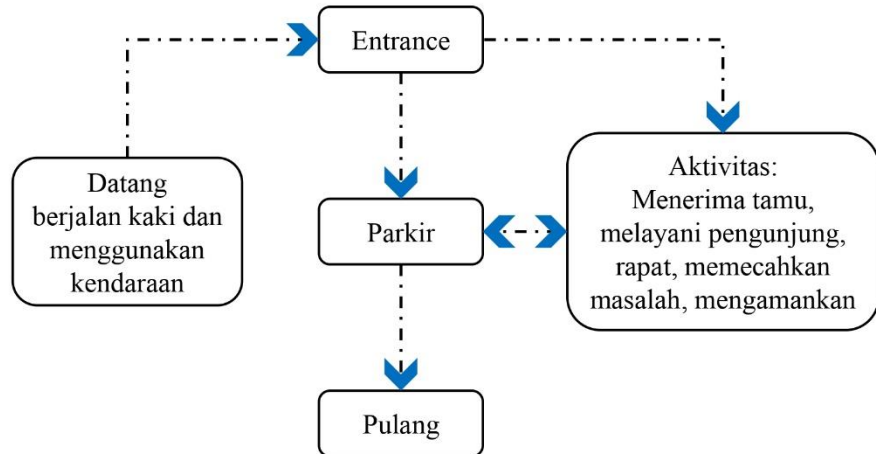 Entrance
Datang
berjalan kaki dan
menggunakan
kendaraan
Parkir
Aktivitas:
Menerima tamu,
melayani pengunjung,
rapat, memecahkan
masalah, mengamankan
Pulang